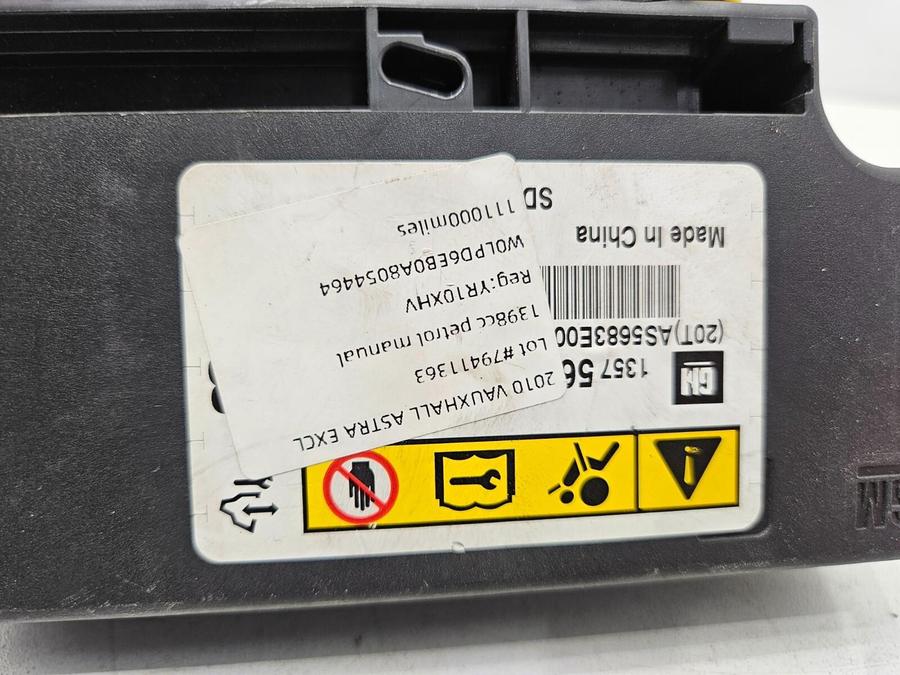 GM
1357 56
(20T)AS5683E00
Made In China
SD
2010 VAUXHALL ASTRA EXCL
Lot #79411363
1398cc petrol manual
Reg:YR10XHV
W0LPD6EB0A8054464
111000miles
GM